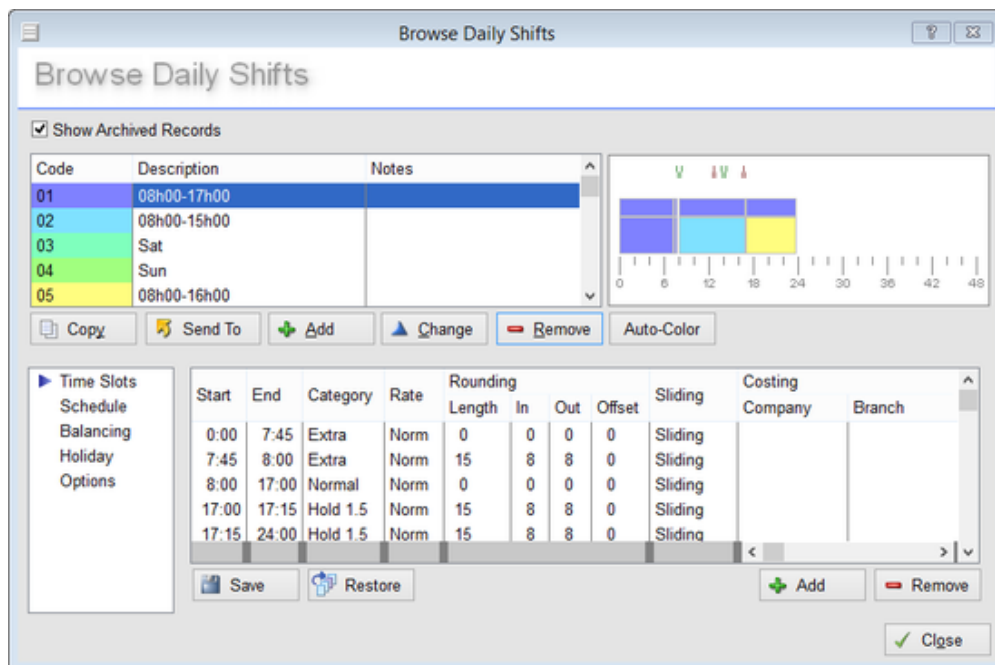 Browse Daily Shifts
Browse Daily Shifts
Show Archived Records
Code Description Notes
01 08h00-17h00
02 08h00-15h00
03 Sat
04 Sun
05 08h00-16h00
0 6 12 18 24 30 36 42 48
Copy Send To Add Change Remove Auto-Color
Time Slots
Schedule
Balancing
Holiday
Options
Start End Category Rate Rounding Sliding Costing
Length In Out Offset Company Branch
0:00 7:45 Extra Norm 0 0 0 0 Sliding
7:45 8:00 Extra Norm 15 8 8 0 Sliding
8:00 17:00 Normal Norm 0 0 0 0 Sliding
17:00 17:15 Hold 1.5 Norm 15 8 8 0 Sliding
17:15 24:00 Hold 1.5 Norm 15 8 8 0 Sliding
Save Restore Add Remove
Close